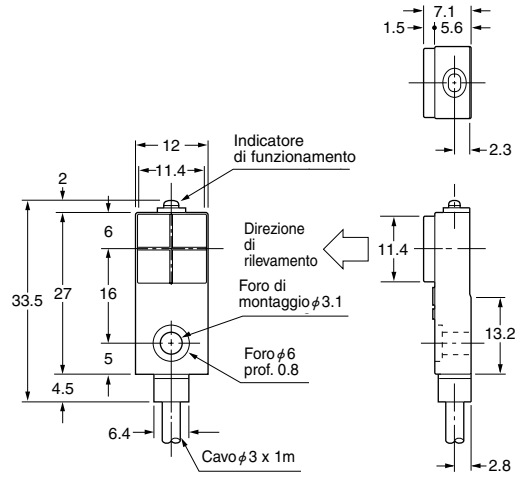 7.1
1.5
5.6
2.3
12
11.4
Indicatore
di funzionamento
2
6
33.5
27
16
5
4.5
6.4
Direzione
di
rilevamento
Foro di
montaggio ϕ3.1
Foro ϕ6
prof. 0.8
Cavo ϕ3 x 1m
11.4
13.2
2.8